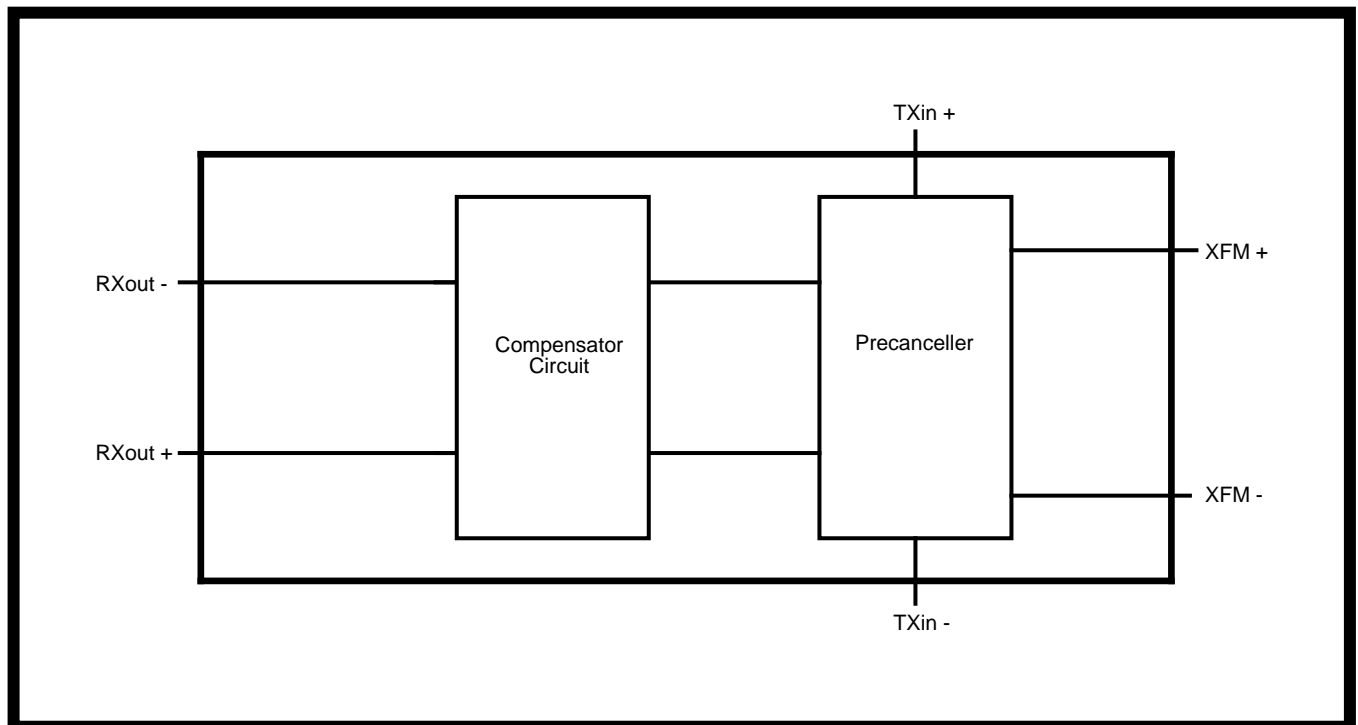 TXin +
XFM +
RXout -
Compensator
Circuit
Precanceller
RXout +
XFM -
TXin -